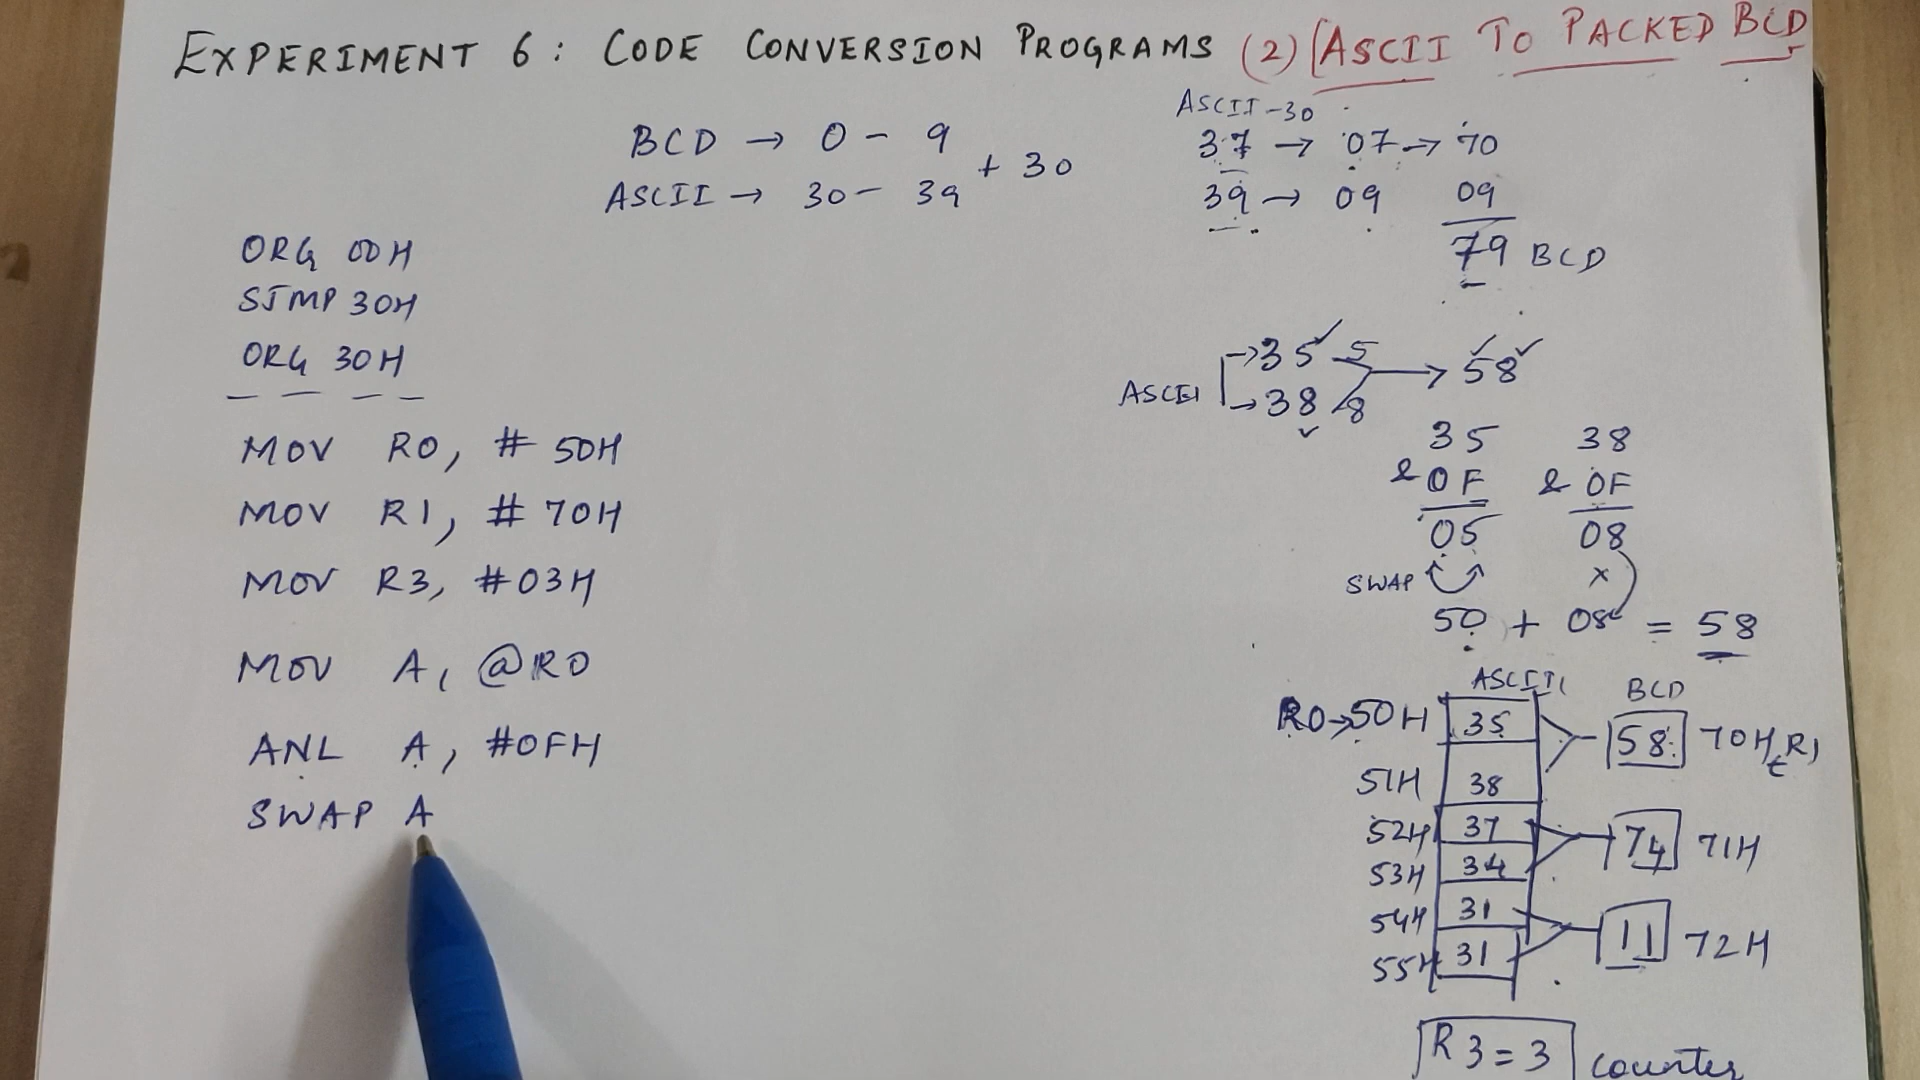 EXPERIMENT 6 : CODE CONVERSION PROGRAMS (2) ASCII TO PACKED BCD
BCD → 0 - 9
ASCII → 30 - 39
+ 30
ORG 00H
SJMP 30H
ORG 30H
MOV R0, # 50H
MOV R1, # 70H
MOV R3, #03H
MOV A, @R0
ANL A, #0FH
SWAP A
ASCII-30
37 → 07 → 70
39 → 09 09
79 BCD
ASCII
35 5
38 8
→ 58
35 38
& 0F & 0F
05 08
SWAP
50 + 08 = 58
ASCII BCD
R0→50H 35 58 70H R1
51H 38
52H 37 74 71H
53H 34
54H 31 11 72H
55H 31
R3=3 counter